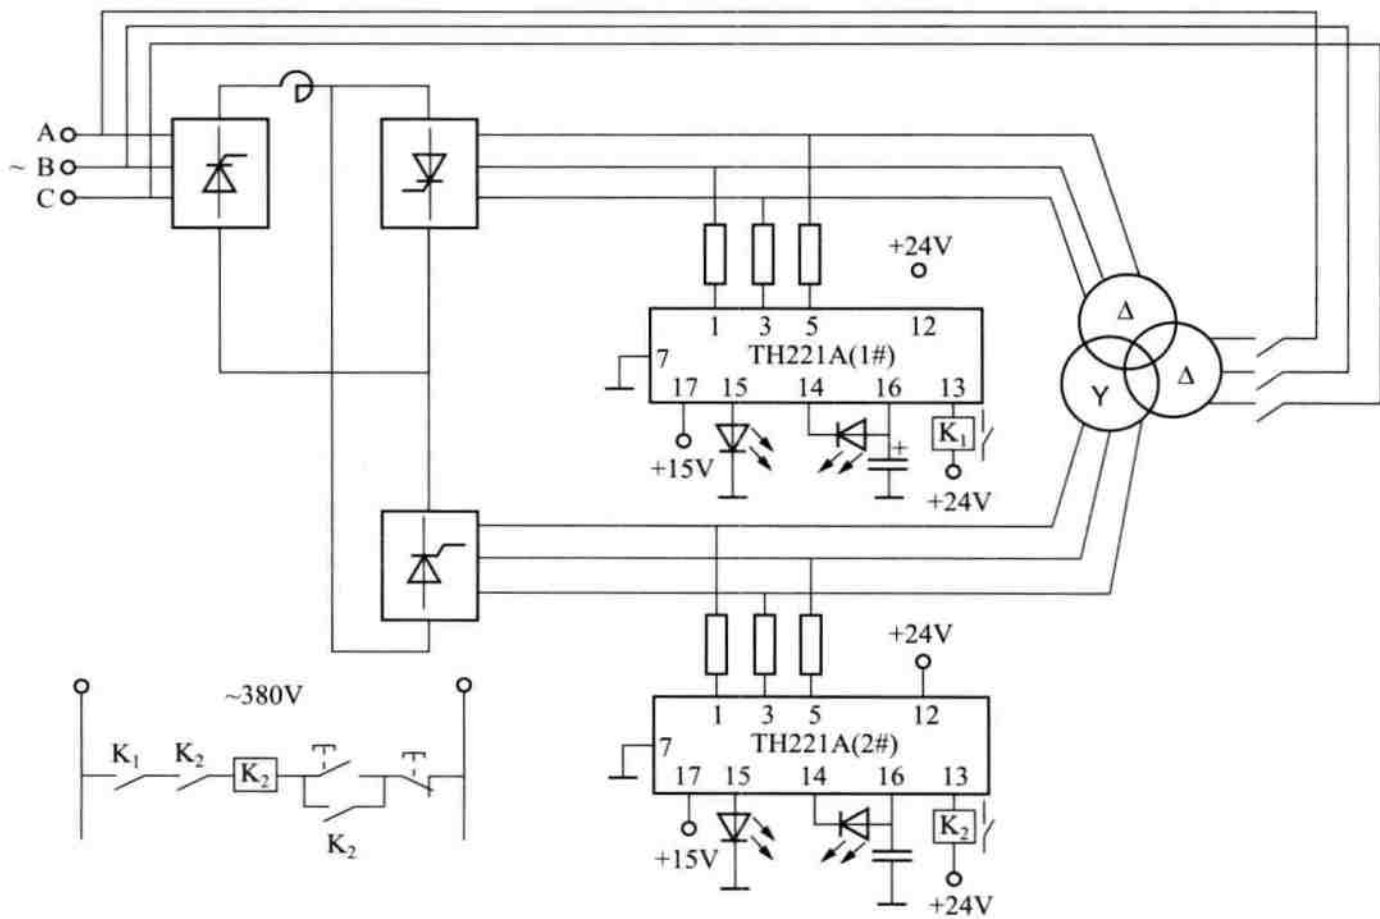 A
~ B
C
+24V
Δ
1 3 5 12
7 TH221A(1#)
17 15 14 16 13
Δ
Y
+15V
+
K₁
+24V
~380V
+24V
1 3 5 12
7 TH221A(2#)
17 15 14 16 13
K₁ K₂ K₂
K₂
+15V
K₂
+24V